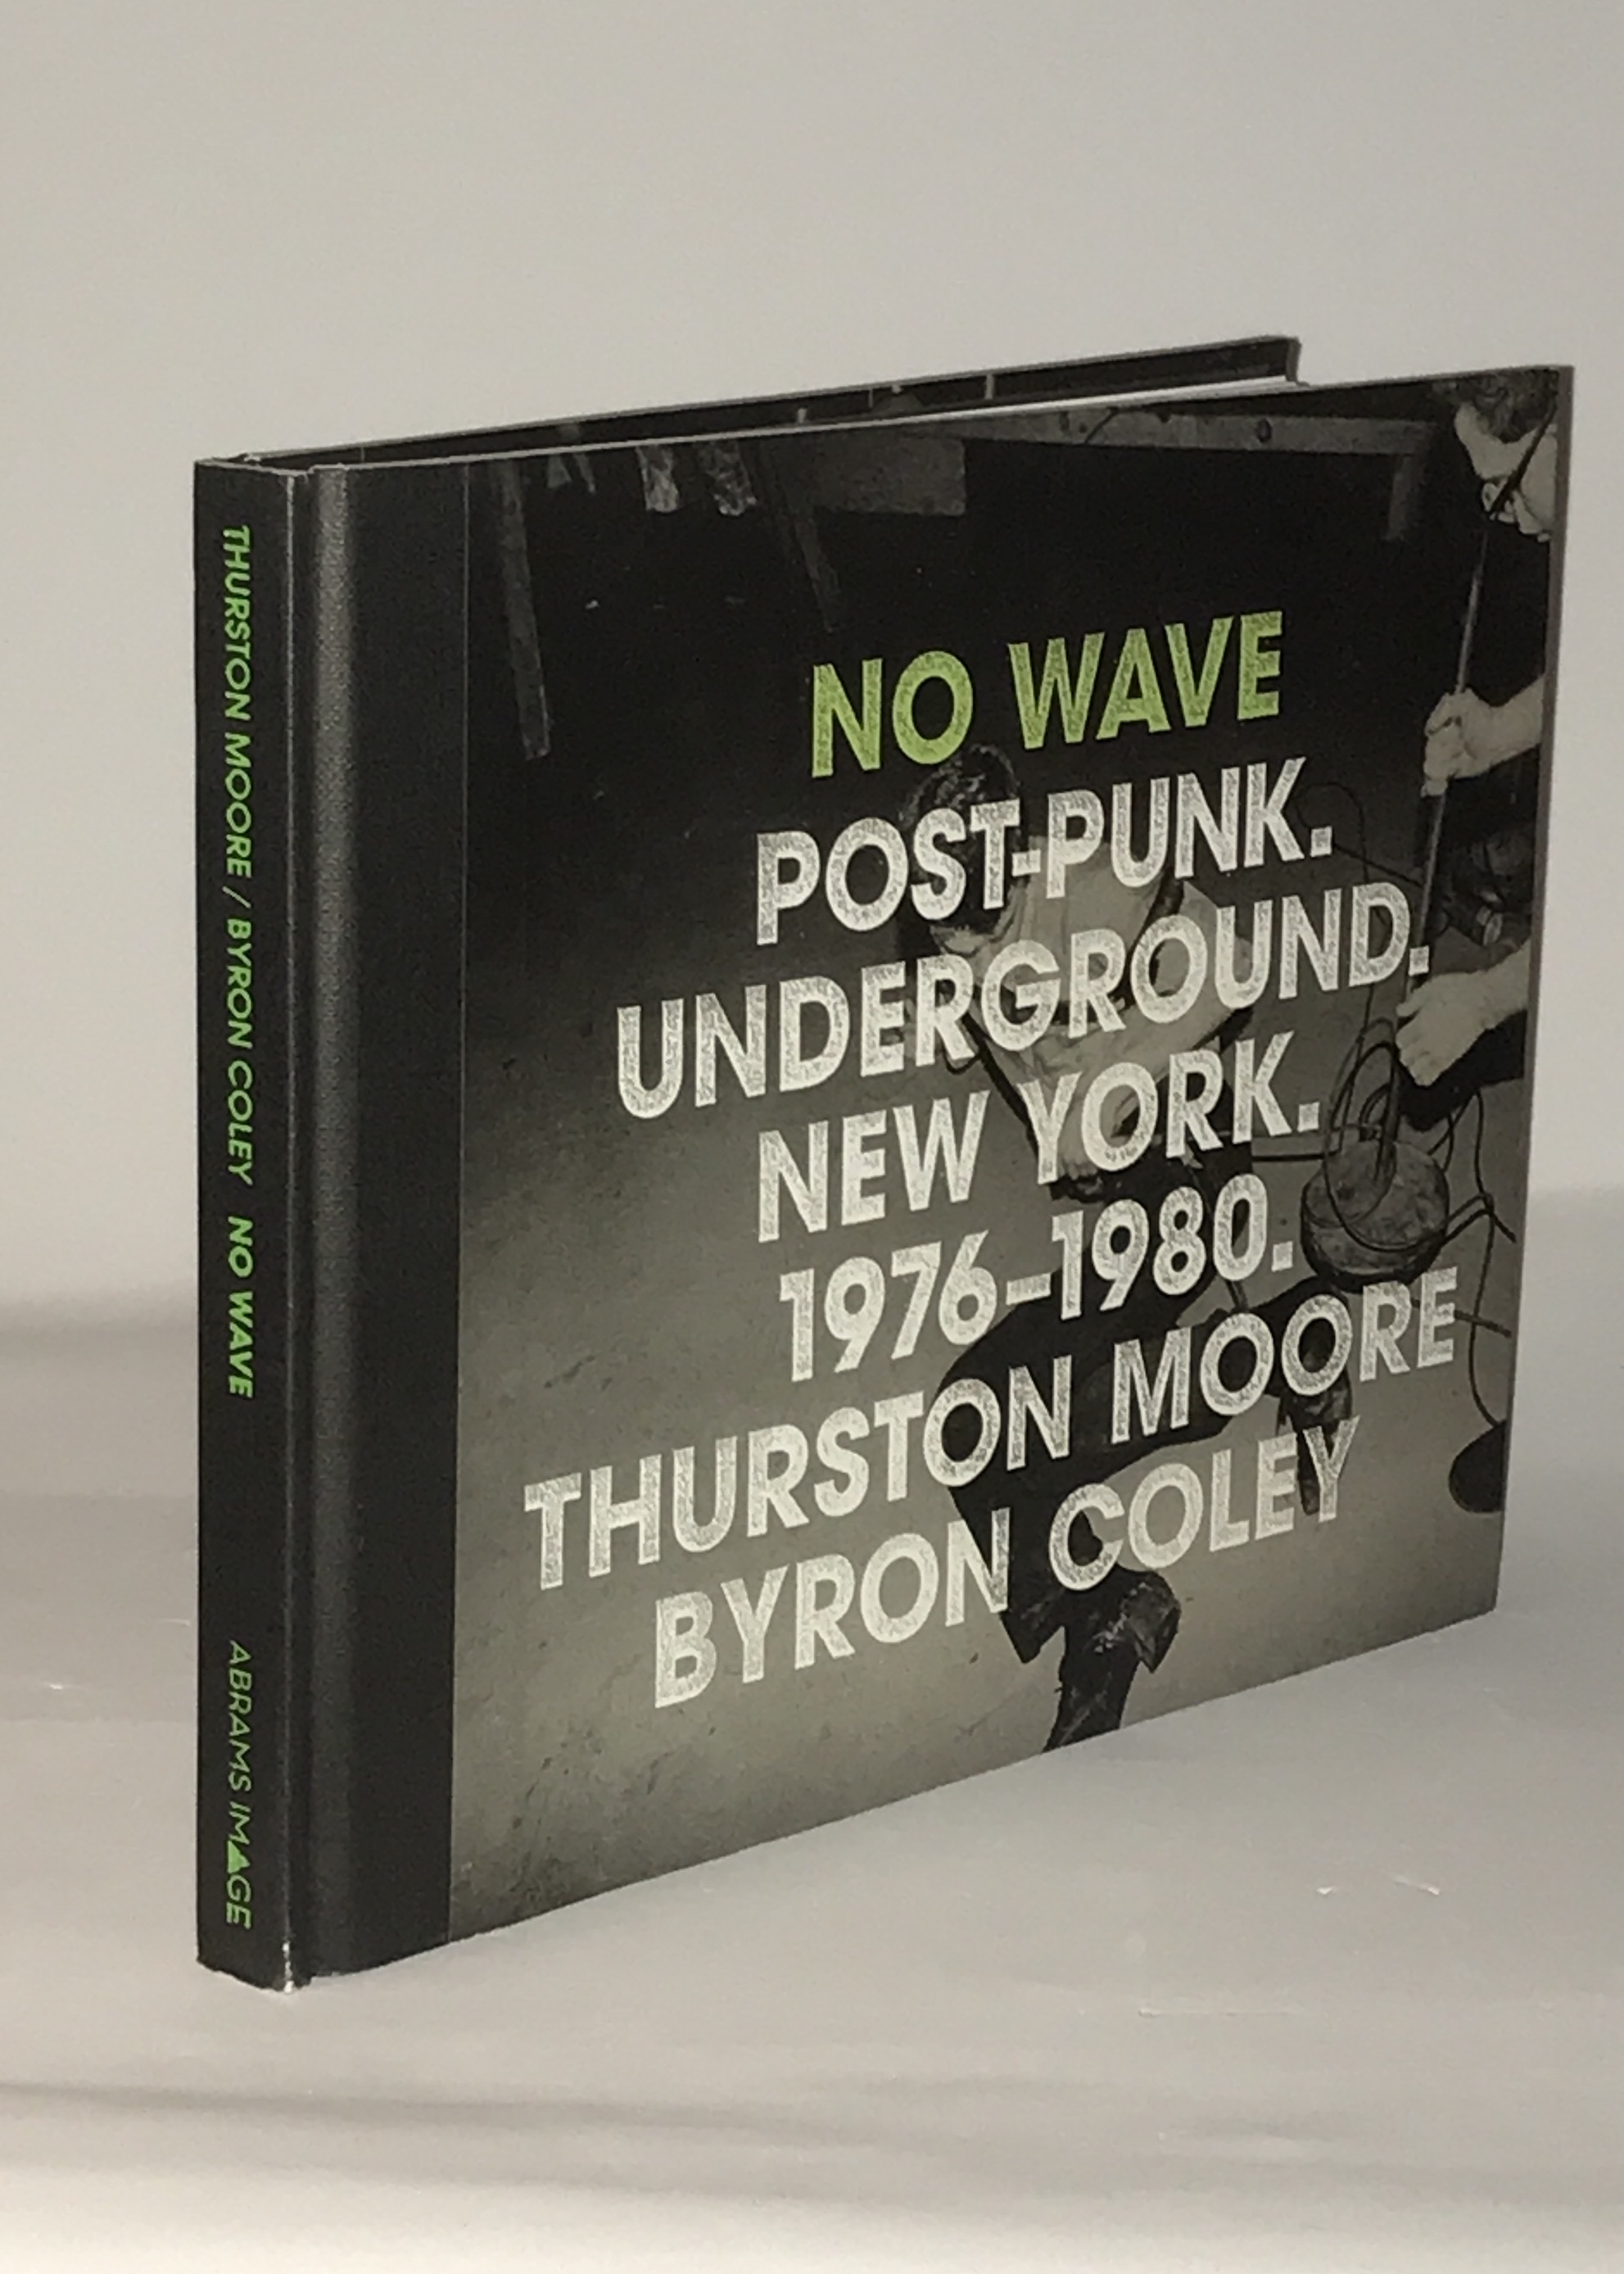 THURSTON MOORE / BYRON COLEY NO WAVE
ABRAMS IMAGE
NO WAVE
POST-PUNK.
UNDERGROUND.
NEW YORK.
1976–1980.
THURSTON MOORE
BYRON COLEY